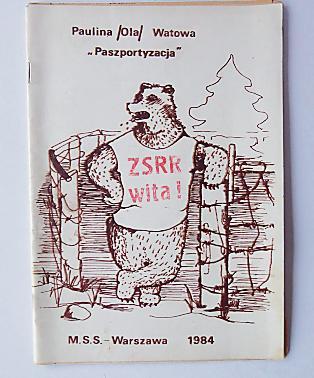 Paulina /Ola/ Watowa
„Paszportyzacja"
ZSRR
wita!
M.S.S. - Warszawa 1984